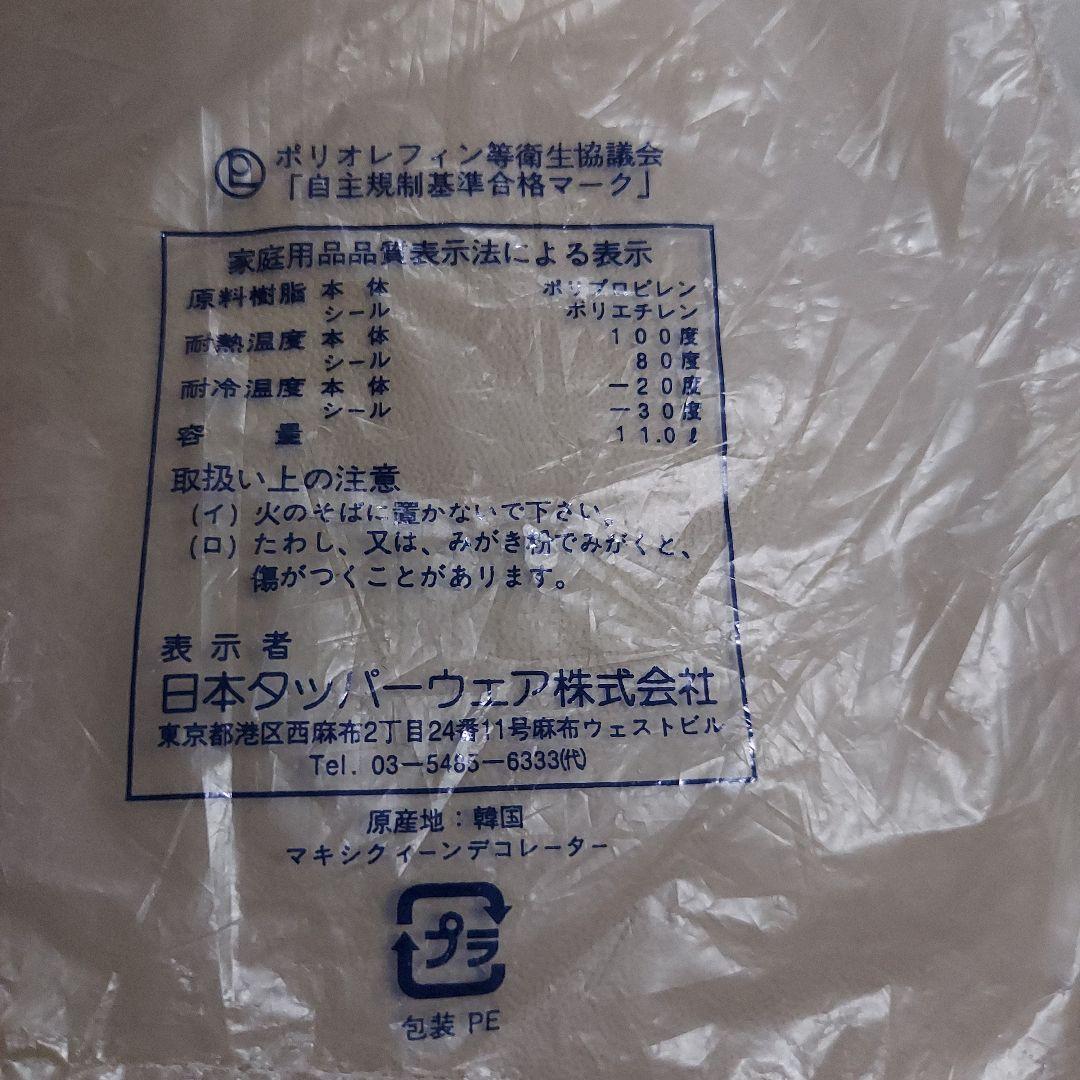 PL ポリオレフィン等衛生協議会
「自主規制基準合格マーク」
家庭用品品質表示法による表示
原料樹脂 本体 ポリプロピレン
シール ポリエチレン
耐熱温度 本体 100度
シール 80度
耐冷温度 本体 −20度
シール −30度
容量 11.0ℓ
取扱い上の注意
(イ) 火のそばに置かないで下さい。
(ロ) たわし、又は、みがき粉でみがくと、
傷がつくことがあります。
表示者
日本タッパーウェア株式会社
東京都港区西麻布2丁目24番11号麻布ウェストビル
Tel. 03−5485−6333㈹
原産地:韓国
マキシクィーンデコレーター
プラ
包装 PE